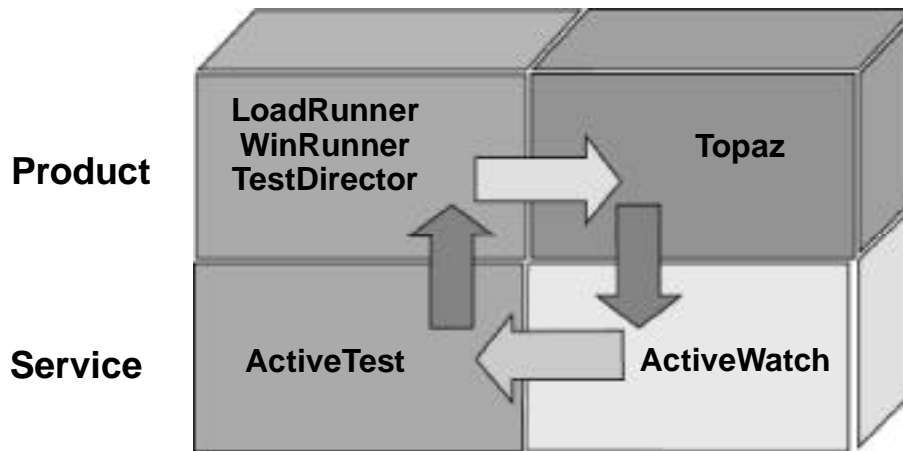 LoadRunner
WinRunner
TestDirector
Topaz
Product
Service
ActiveTest
ActiveWatch